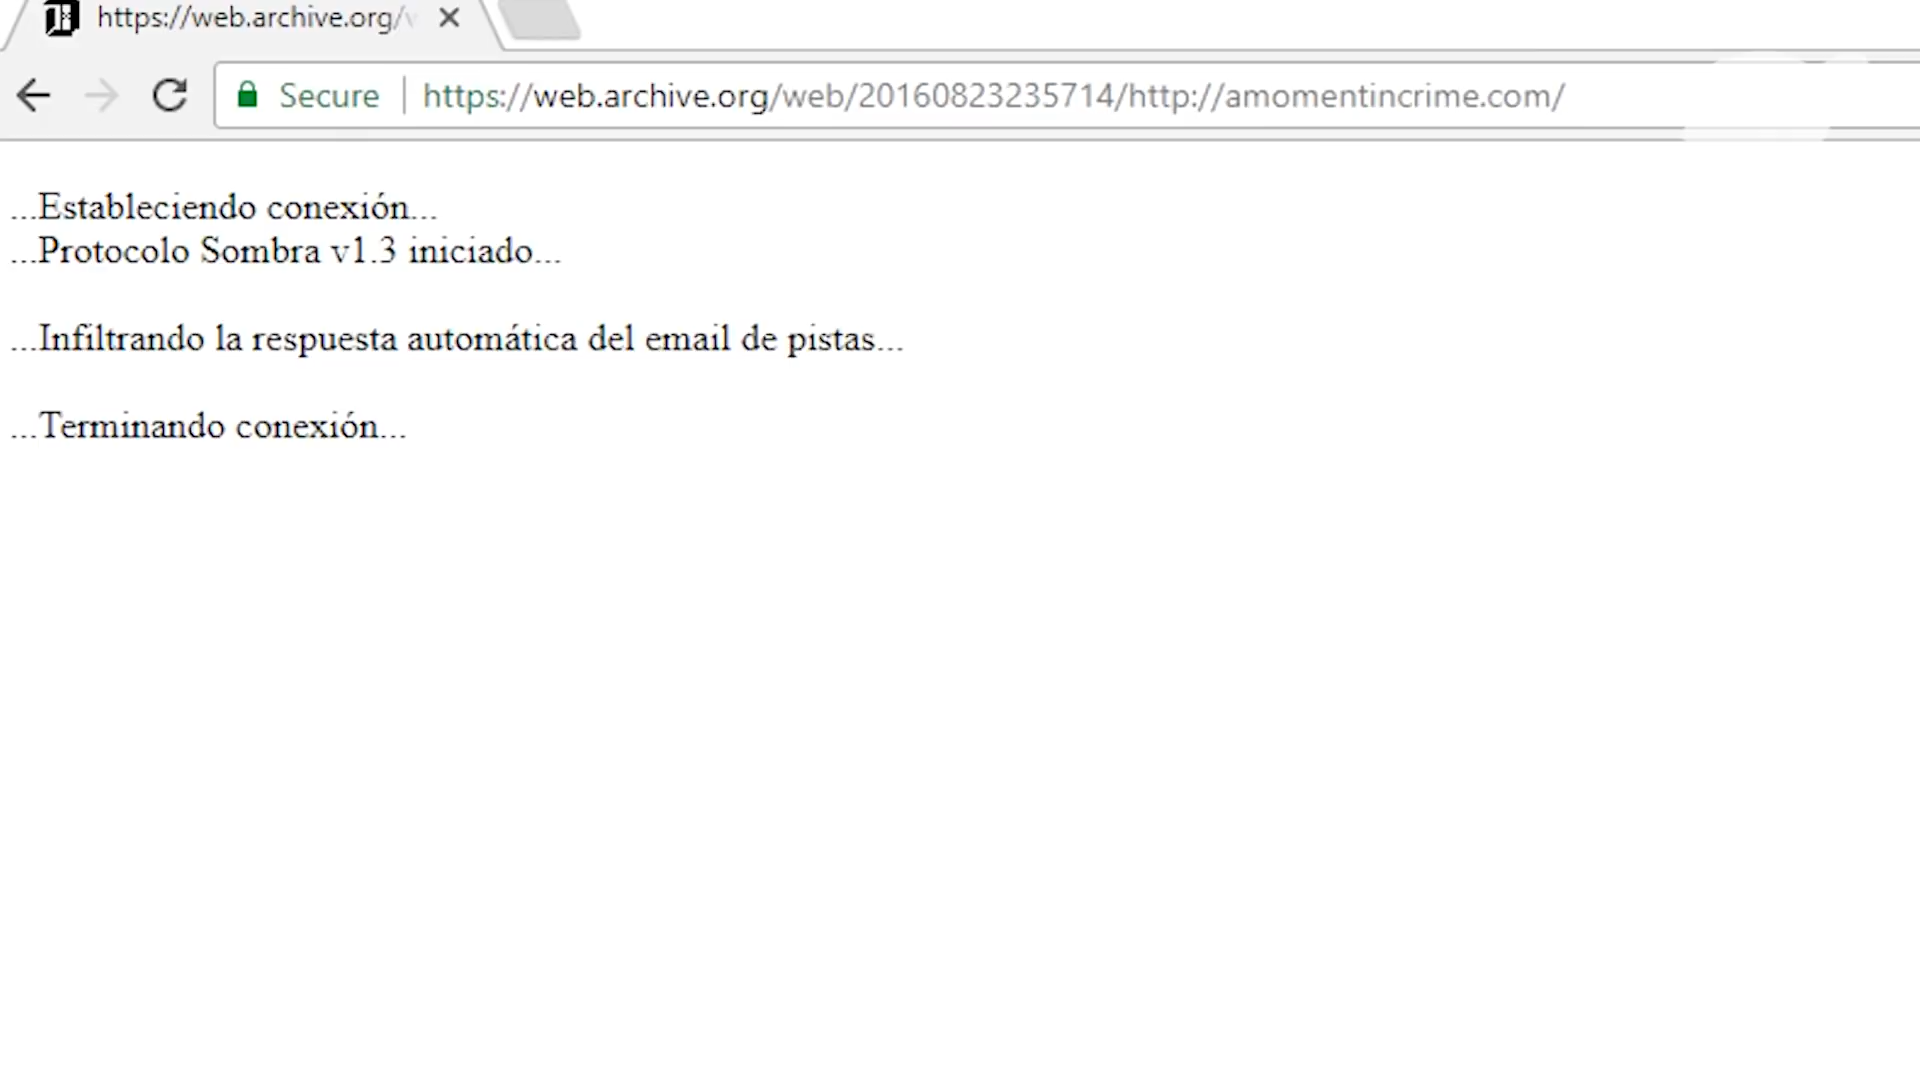 https://web.archive.org/
Secure | https://web.archive.org/web/20160823235714/http://amomentincrime.com/
...Estableciendo conexión...
...Protocolo Sombra v1.3 iniciado...
...Infiltrando la respuesta automática del email de pistas...
...Terminando conexión...